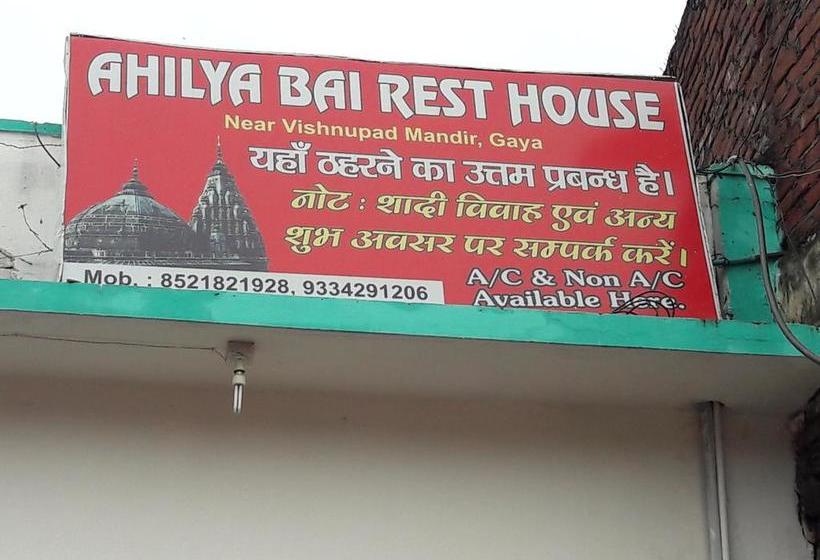 AHILYA BAI REST HOUSE
Near Vishnupad Mandir, Gaya
यहाँ ठहरने का उत्तम प्रबन्ध है।
नोट : शादी विवाह एवं अन्य
शुभ अवसर पर सम्पर्क करें।
Mob. : 8521821928, 9334291206
A/C & Non A/C
Available Here.